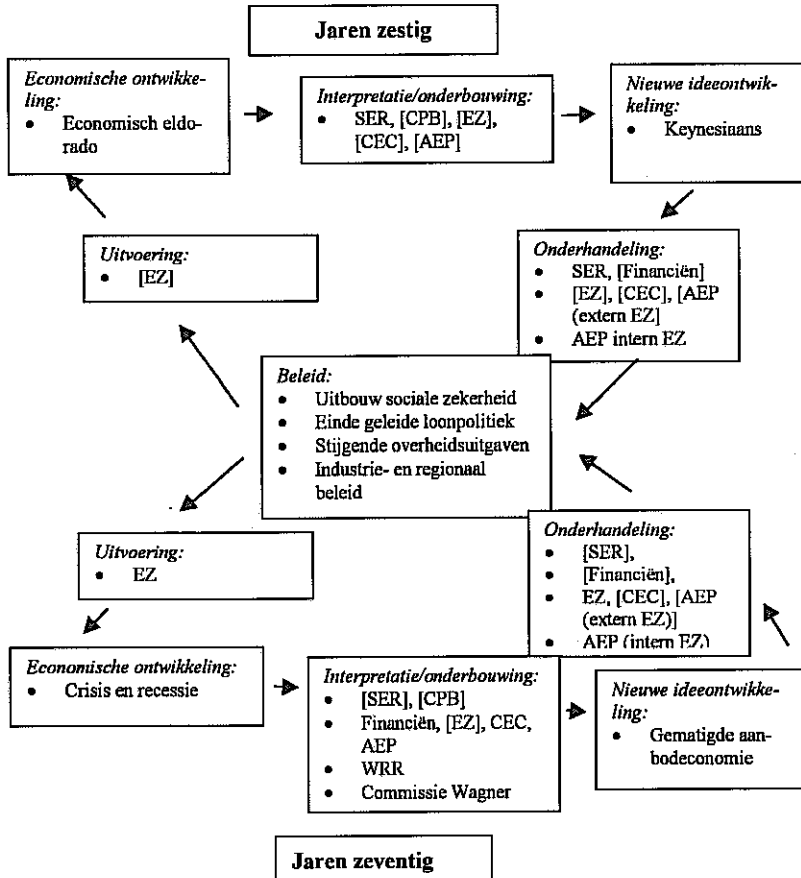 Jaren zestig
Economische ontwikke-
ling:
• Economisch eldo-
rado
Interpretatie/onderbouwing:
• SER, [CPB], [EZ],
[CEC], [AEP]
Nieuwe ideeontwik-
keling:
• Keynesiaans
Uitvoering:
• [EZ]
Onderhandeling:
• SER, [Financiën]
• [EZ], [CEC], [AEP
(extern EZ]
• AEP intern EZ
Beleid:
• Uitbouw sociale zekerheid
• Einde geleide loonpolitiek
• Stijgende overheidsuitgaven
• Industrie- en regionaal
beleid
Uitvoering:
• EZ
Onderhandeling:
• [SER],
• [Financiën],
• EZ, [CEC], [AEP
(extern EZ)]
• AEP (intern EZ)
Economische ontwikkeling:
• Crisis en recessie
Interpretatie/onderbouwing:
• [SER], [CPB]
• Financiën, [EZ], CEC,
AEP
• WRR
• Commissie Wagner
Nieuwe ideeontwikke-
ling:
• Gematigde aan-
bodeconomie
Jaren zeventig